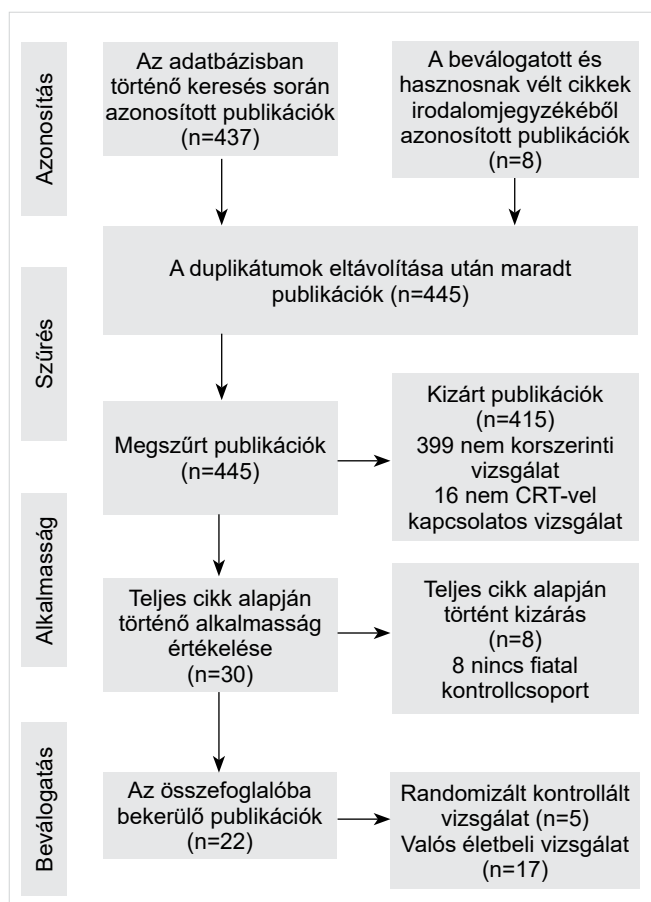 Azonosítás
Az adatbázisban
történő keresés során
azonosított publikációk
(n=437)
A beválogatott és
hasznosnak vélt cikkek
irodalomjegyzékéből
azonosított publikációk
(n=8)
Szűrés
A duplikátumok eltávolítása után maradt
publikációk (n=445)
Megszűrt publikációk
(n=445)
Kizárt publikációk
(n=415)
399 nem korszerinti
vizsgálat
16 nem CRT-vel
kapcsolatos vizsgálat
Alkalmasság
Teljes cikk alapján
történő alkalmasság
értékelése
(n=30)
Teljes cikk alapján
történt kizárás
(n=8)
8 nincs fiatal
kontrollcsoport
Beválogatás
Az összefoglalóba
bekerülő publikációk
(n=22)
Randomizált kontrollált
vizsgálat (n=5)
Valós életbeli vizsgálat
(n=17)